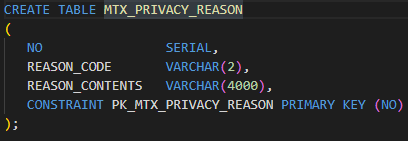 CREATE TABLE MTX_PRIVACY_REASON
(
NO SERIAL,
REASON_CODE VARCHAR(2),
REASON_CONTENTS VARCHAR(4000),
CONSTRAINT PK_MTX_PRIVACY_REASON PRIMARY KEY (NO)
);